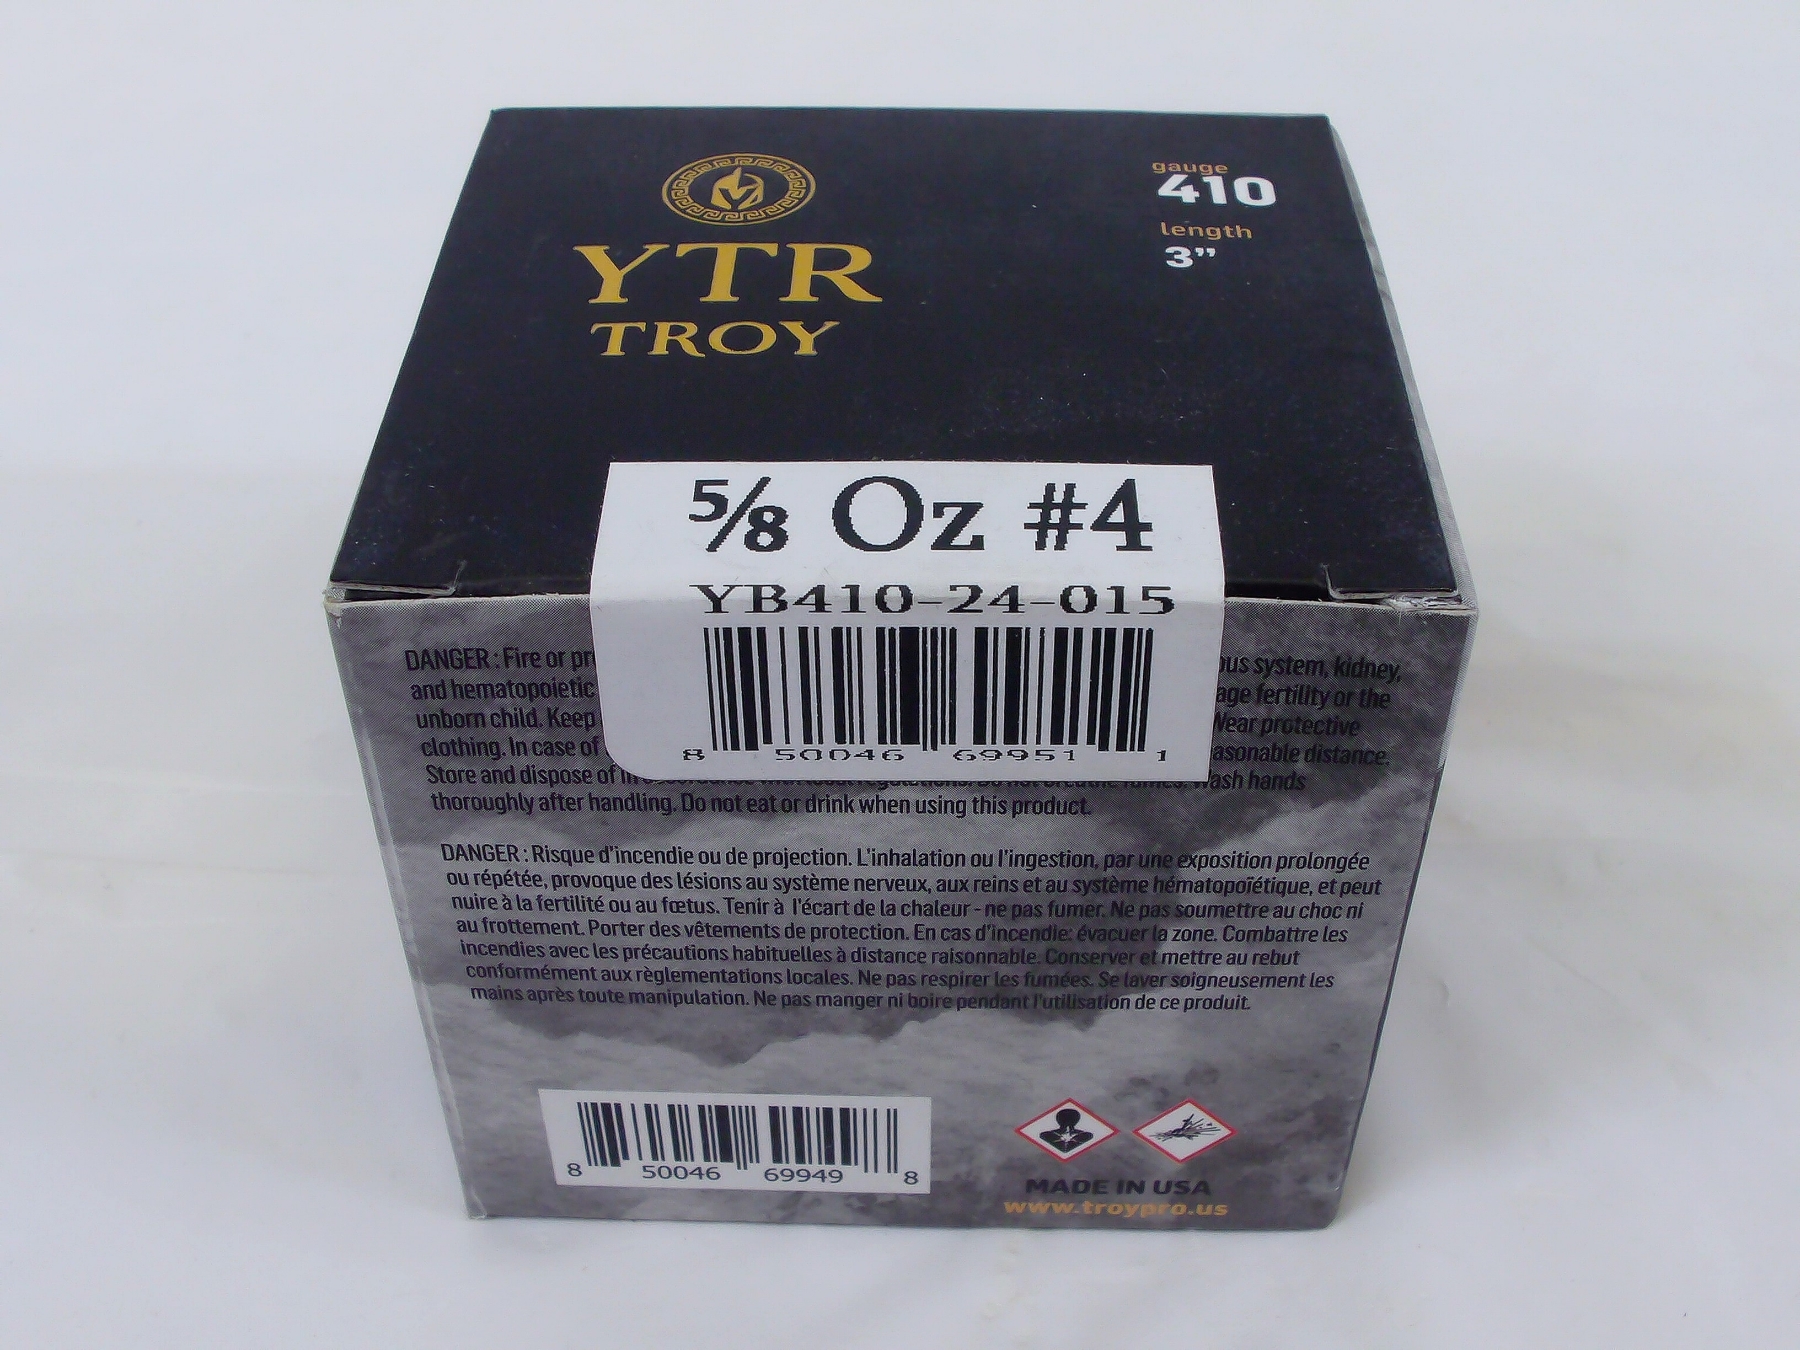 gauge
410
length
3”
YTR
TROY
5/8 Oz #4
YB410-24-015
8 50046 69951 1
DANGER : Fire or us system, kidney,
and hematopoietic age fertility or the
unborn child. Keep Wear protective
clothing. In case of asonable distance.
Store and dispose of hands
thoroughly after handling. Do not eat or drink when using this product.
DANGER : Risque d'incendie ou de projection. L'inhalation ou l'ingestion, par une exposition prolongée
ou répétée, provoque des lésions au système nerveux, aux reins et au système hématopoïétique, et peut
nuire à la fertilité ou au fœtus. Tenir à l'écart de la chaleur - ne pas fumer. Ne pas soumettre au choc ni
au frottement. Porter des vêtements de protection. En cas d'incendie: évacuer la zone. Combattre les
incendies avec les précautions habituelles à distance raisonnable. Conserver et mettre au rebut
conformément aux règlementations locales. Ne pas respirer les fumées. Se laver soigneusement les
mains après toute manipulation. Ne pas manger ni boire pendant l'utilisation de ce produit.
8 50046 69949 8
MADE IN USA
www.troypro.us